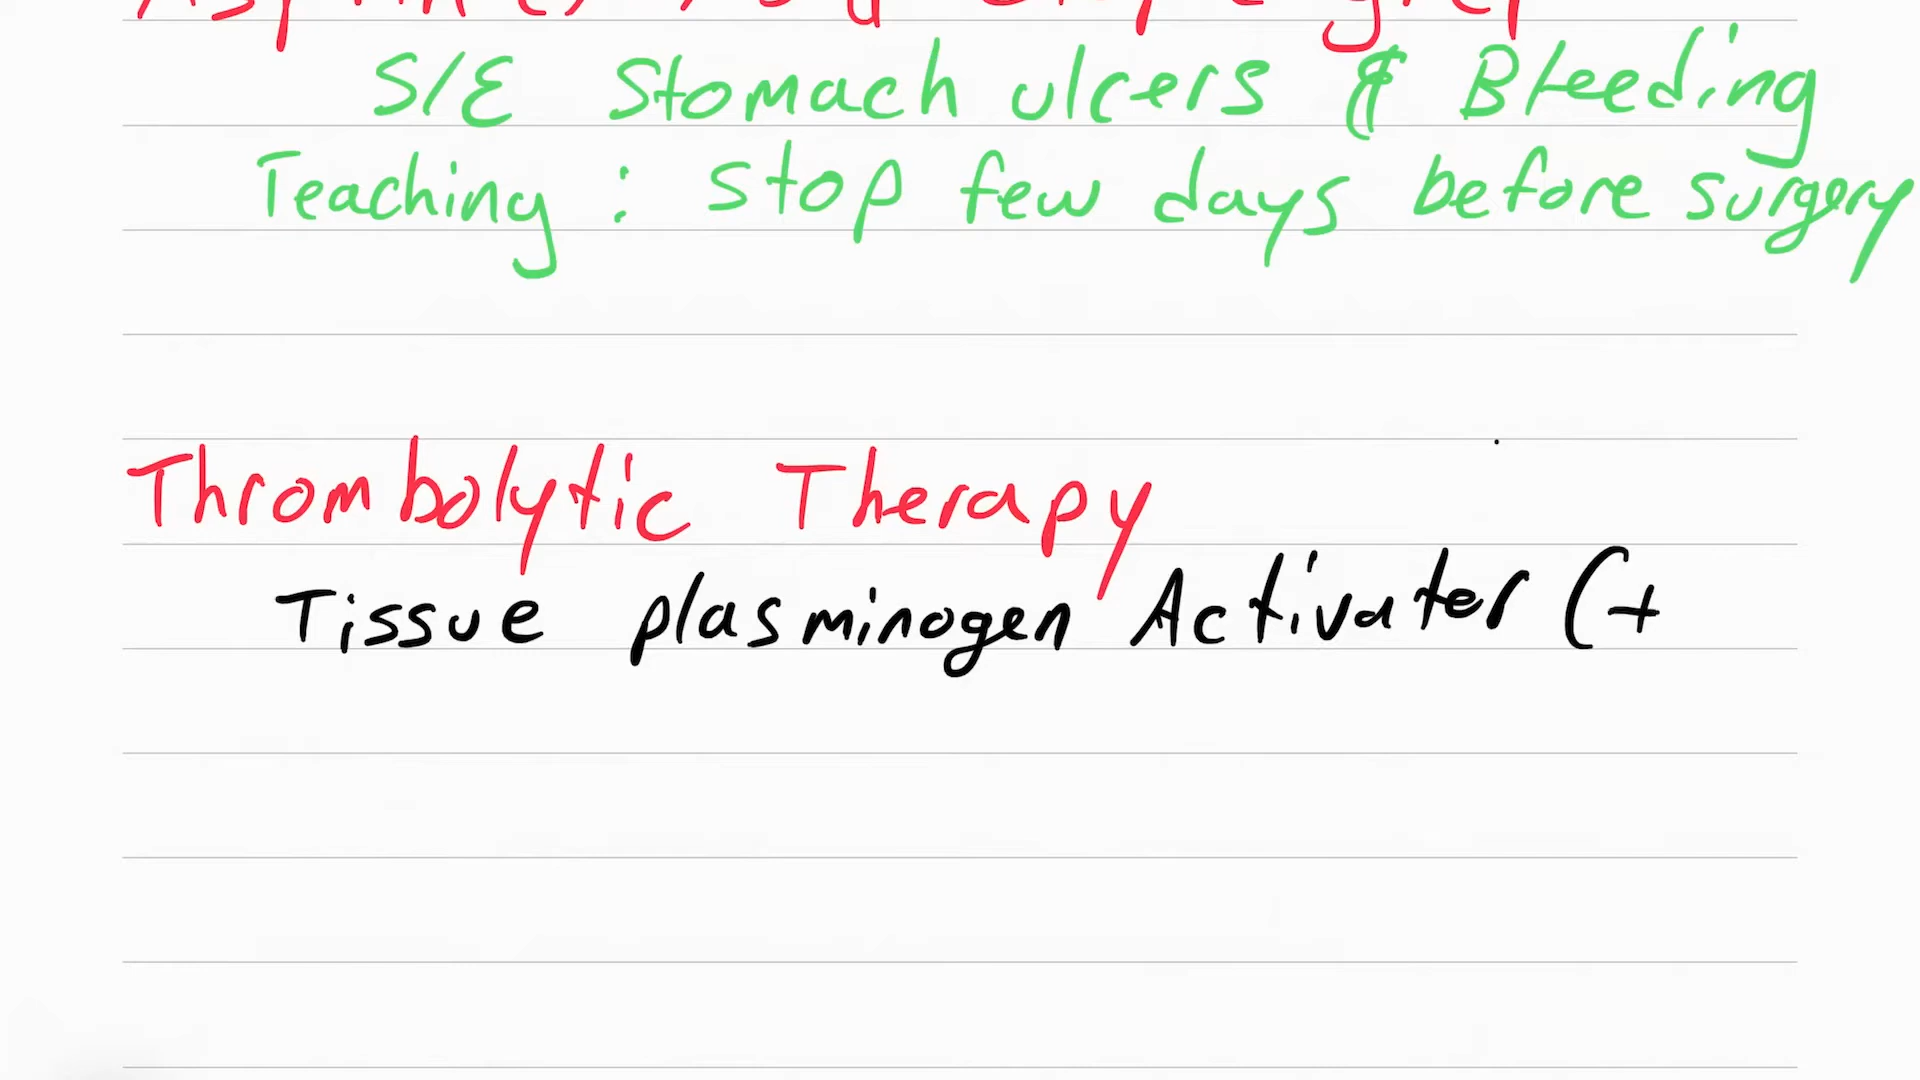 S/E Stomach ulcers & Bleeding
Teaching : stop few days before surgery
Thrombolytic Therapy
Tissue plasminogen Activater (t